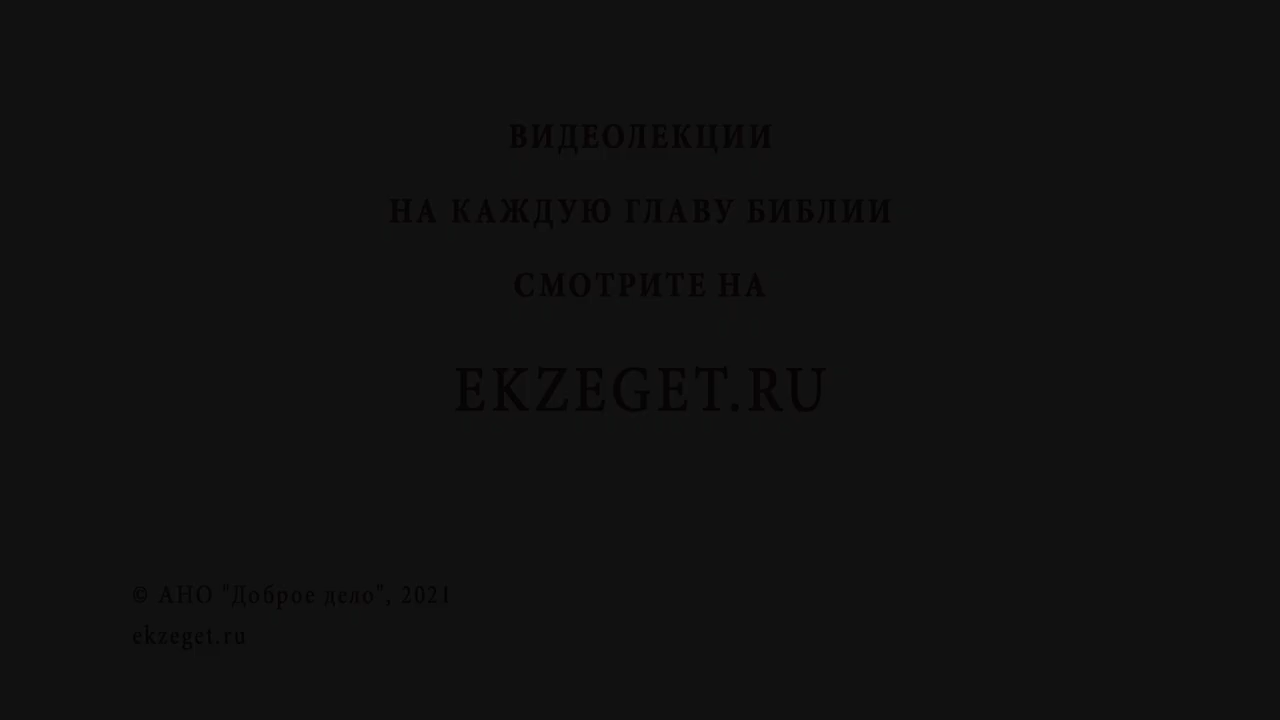 ВИДЕОЛЕКЦИИ
НА КАЖДУЮ ГЛАВУ БИБЛИИ
СМОТРИТЕ НА
EKZEGET.RU
© АНО "Доброе дело", 2021
ekzeget.ru